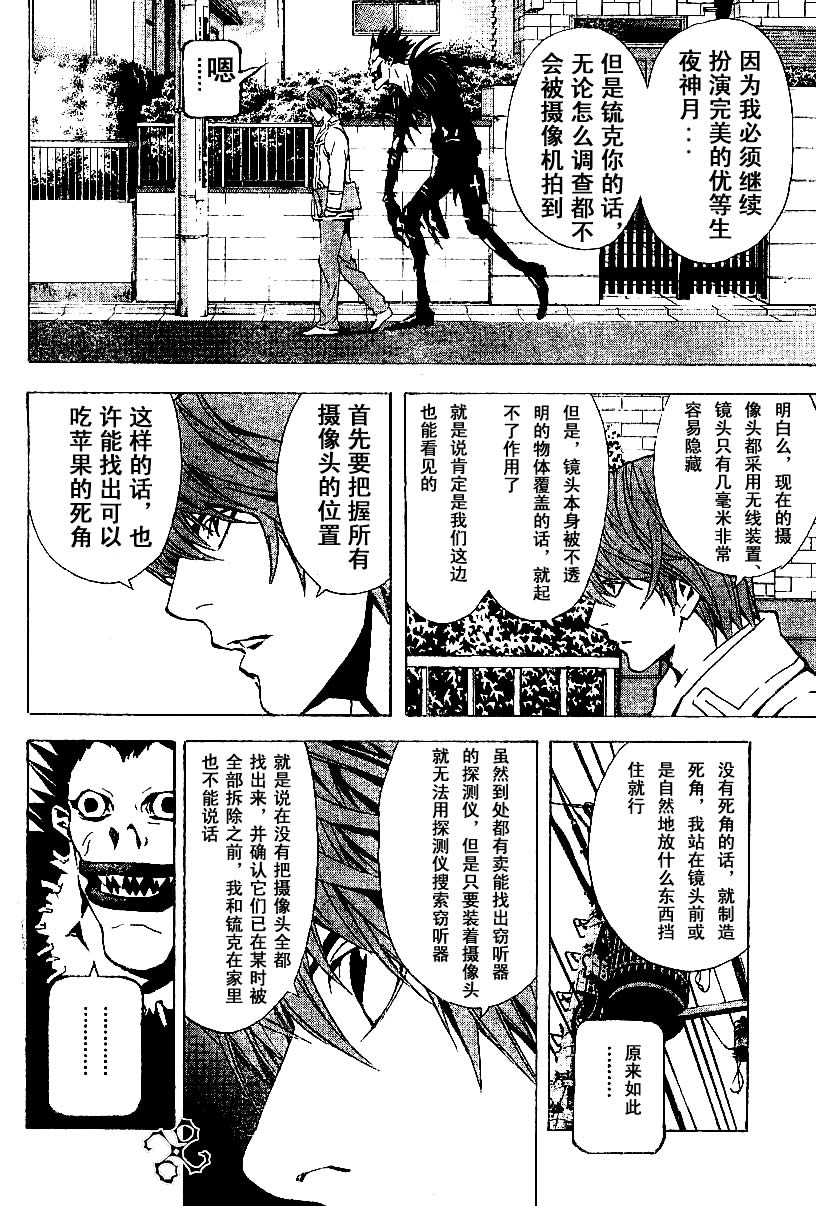 因为我必须继续
扮演完美的优等生
夜神月···
但是锍克你的话，
无论怎么调查都不
会被摄像机拍到
嗯
……
明白么，现在的摄
像头都采用无线装置、
镜头只有几毫米非常
容易隐藏
但是，镜头本身被不透
明的物体覆盖的话，就起
不了作用了
就是说肯定是我们这边
也能看见的
首先要把握所有
摄像头的位置
这样的话，也
许能找出可以
吃苹果的死角
没有死角的话，就制造
死角，我站在镜头前或
是自然地放什么东西挡
住就行
原来如此
………
虽然到处都有卖能找出窃听器
的探测仪，但是只要装着摄像头
就无法用探测仪搜索窃听器
就是说在没有把摄像头全都
找出来，并确认它们已在某时被
全部拆除之前，我和锍克在家里
也不能说话
………
………